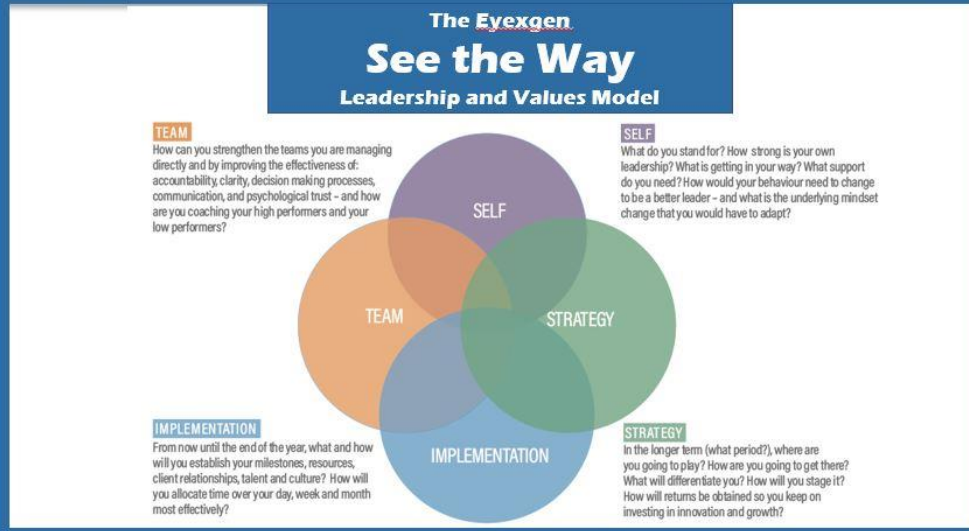 The Eyexgen
See the Way
Leadership and Values Model
TEAM
How can you strengthen the teams you are managing
directly and by improving the effectiveness of:
accountability, clarity, decision making processes,
communication, and psychological trust – and how
are you coaching your high performers and your
low performers?
SELF
What do you stand for? How strong is your own
leadership? What is getting in your way? What support
do you need? How would your behaviour need to change
to be a better leader – and what is the underlying mindset
change that you would have to adapt?
SELF
TEAM
STRATEGY
IMPLEMENTATION
IMPLEMENTATION
From now until the end of the year, what and how
will you establish your milestones, resources,
client relationships, talent and culture? How will
you allocate time over your day, week and month
most effectively?
STRATEGY
In the longer term (what period?), where are
you going to play? How are you going to get there?
What will differentiate you? How will you stage it?
How will returns be obtained so you keep on
investing in innovation and growth?